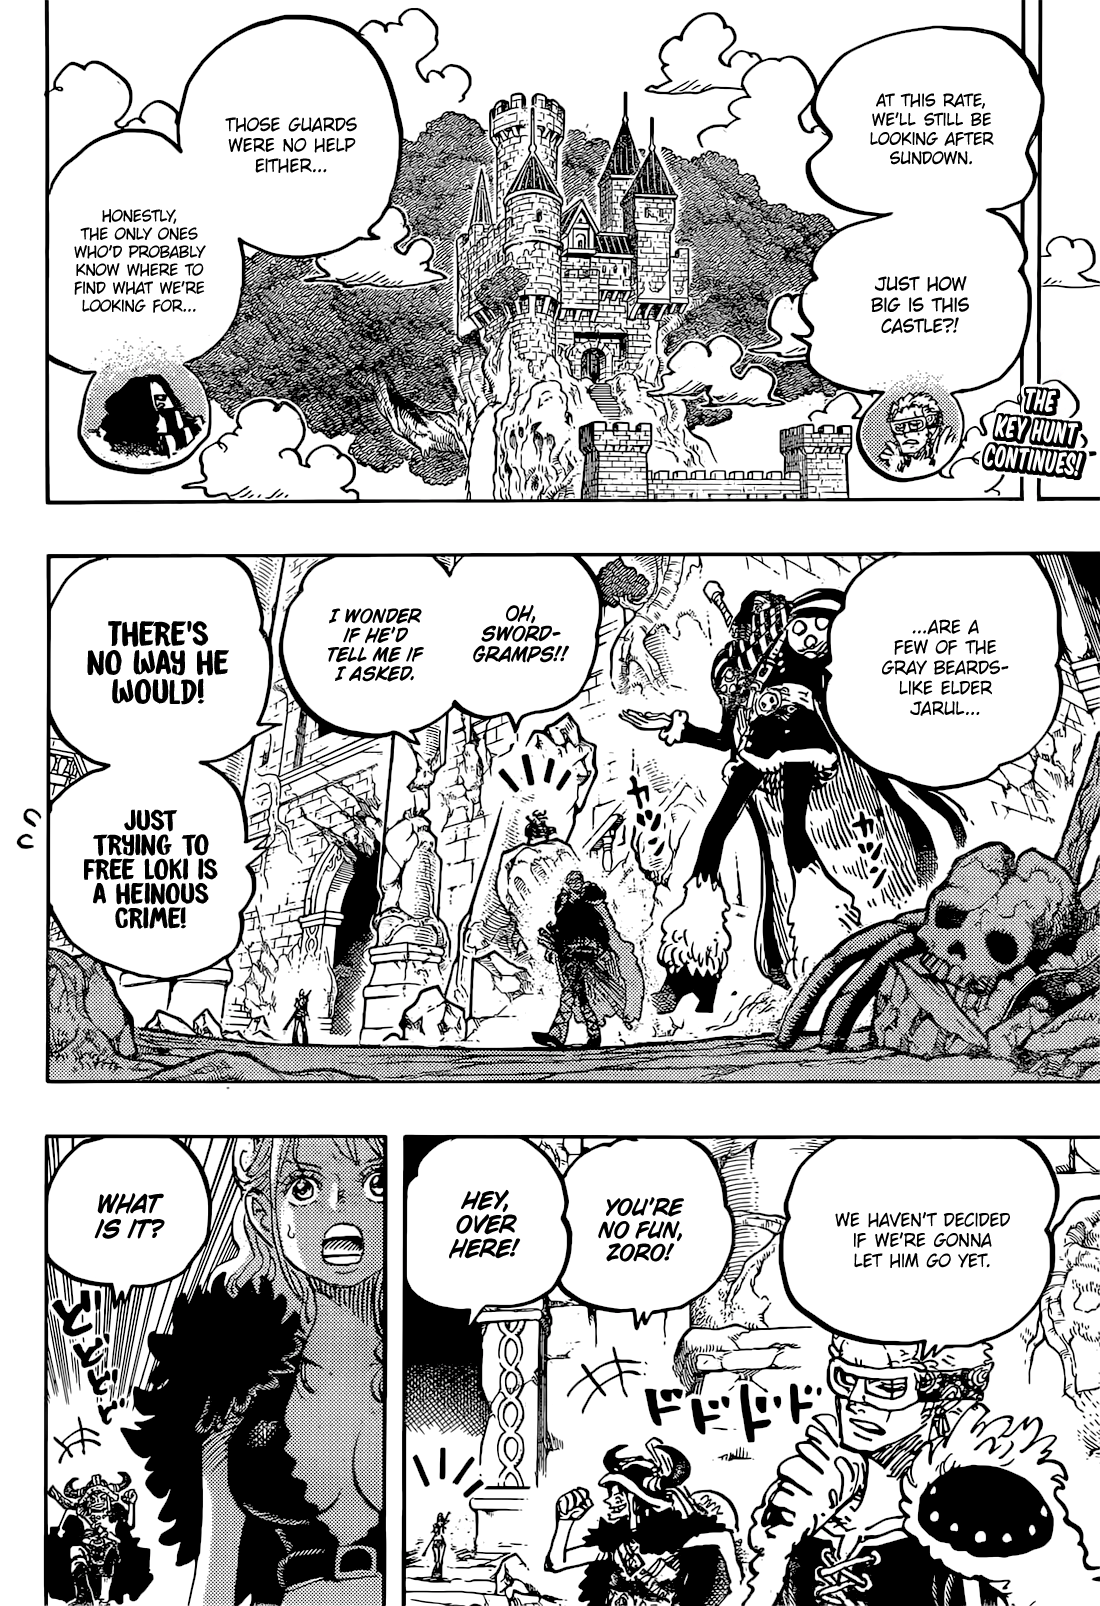 AT THIS RATE,
WE'LL STILL BE
LOOKING AFTER
SUNDOWN.
JUST HOW
BIG IS THIS
CASTLE?!
THE
KEY HUNT
CONTINUES!
THOSE GUARDS
WERE NO HELP
EITHER...
HONESTLY,
THE ONLY ONES
WHO'D PROBABLY
KNOW WHERE TO
FIND WHAT WE'RE
LOOKING FOR...
...ARE A
FEW OF THE
GRAY BEARDS-
LIKE ELDER
JARUL...
OH,
SWORD-
GRAMPS!!
I WONDER
IF HE'D
TELL ME IF
I ASKED.
THERE'S
NO WAY HE
WOULD!
JUST
TRYING TO
FREE LOKI IS
A HEINOUS
CRIME!
WE HAVEN'T DECIDED
IF WE'RE GONNA
LET HIM GO YET.
YOU'RE
NO FUN,
ZORO!
HEY,
OVER
HERE!
ドドドド
WHAT
IS IT?
どどどど